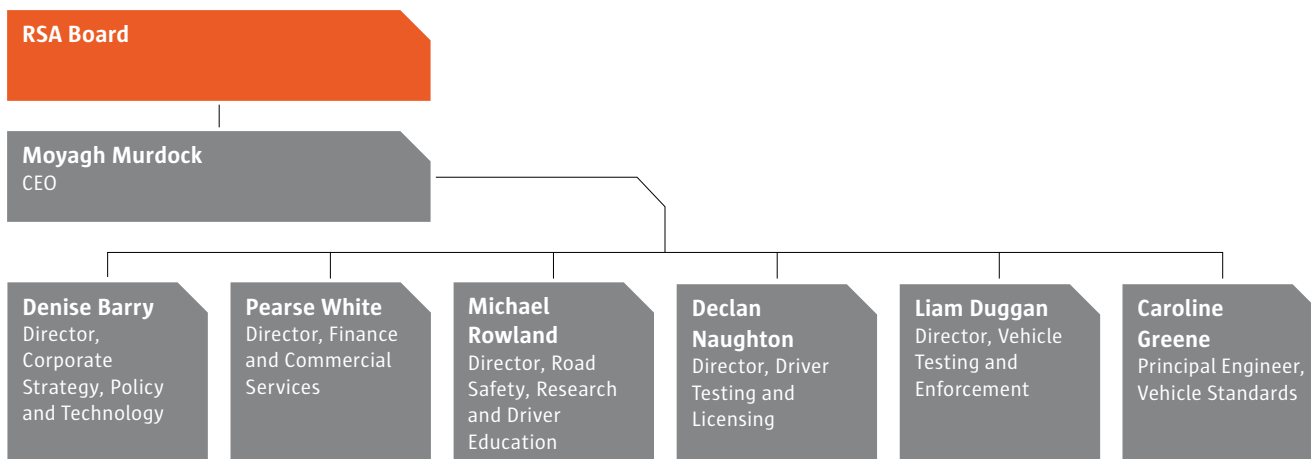 RSA Board
Moyagh Murdock
CEO
Denise Barry
Director,
Corporate
Strategy, Policy
and Technology
Pearse White
Director, Finance
and Commercial
Services
Michael
Rowland
Director, Road
Safety, Research
and Driver
Education
Declan
Naughton
Director, Driver
Testing and
Licensing
Liam Duggan
Director, Vehicle
Testing and
Enforcement
Caroline
Greene
Principal Engineer,
Vehicle Standards